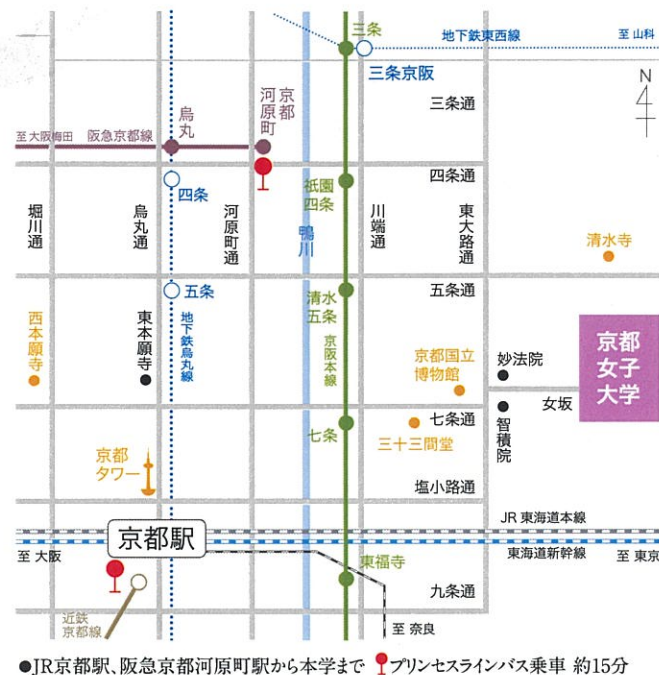 三条
地下鉄東西線
至 山科
三条京阪
N
三条通
京都
河原町
烏丸
至 大阪梅田
阪急京都線
四条通
四条
祇園
四条
堀川通
烏丸通
河原町通
鴨川
川端通
東大路通
清水寺
五条
清水
五条
五条通
西本願寺
東本願寺
地下鉄烏丸線
京阪本線
京都国立
博物館
妙法院
京都
女子
大学
女坂
七条
七条通
三十三間堂
智積院
京都
タワー
塩小路通
JR 東海道本線
京都駅
至 大阪
東海道新幹線
至 東京
東福寺
九条通
近鉄
京都線
至 奈良
●JR京都駅、阪急京都河原町駅から本学まで プリンセスラインバス乗車 約15分